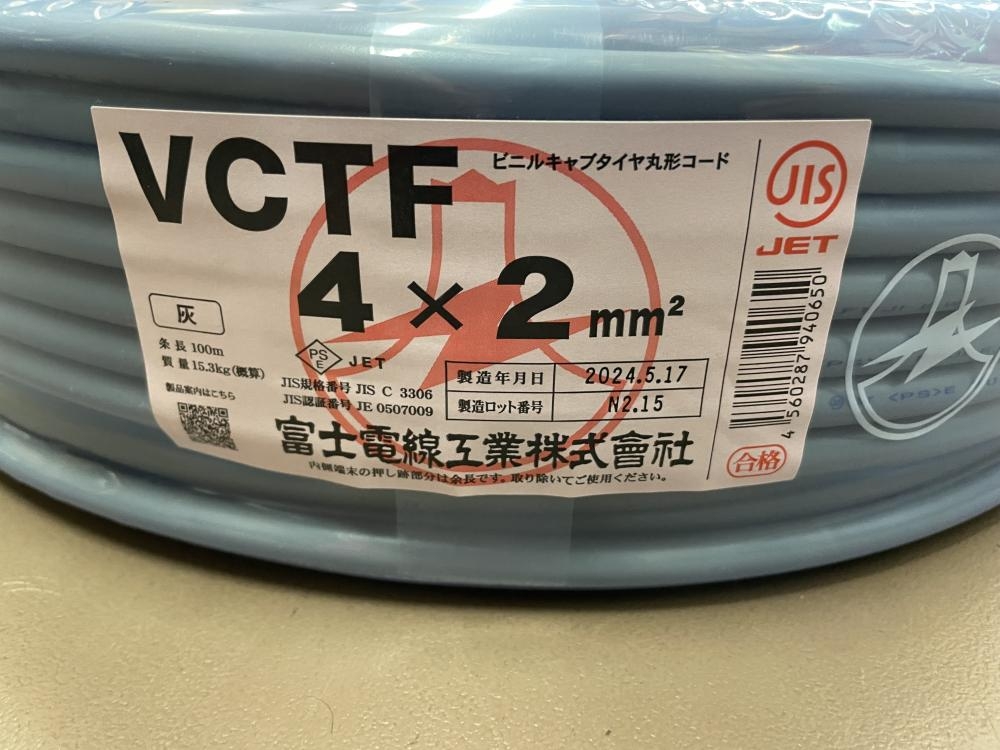 VCTF
ビニルキャブタイヤ丸形コード
4×2mm²
灰
条長 100m
質量 15.3kg(概算)
製品案内はこちら
PS
E
JET
JIS規格番号 JIS C 3306
JIS認証番号 JE 0507009
製造年月日 2024.5.17
製造ロット番号 N2.15
富士電線工業株式會社
内側端末の押し跡部分は余長です。取り除いてご使用ください。
JIS
JET
4560287940650
合格
<PS>E